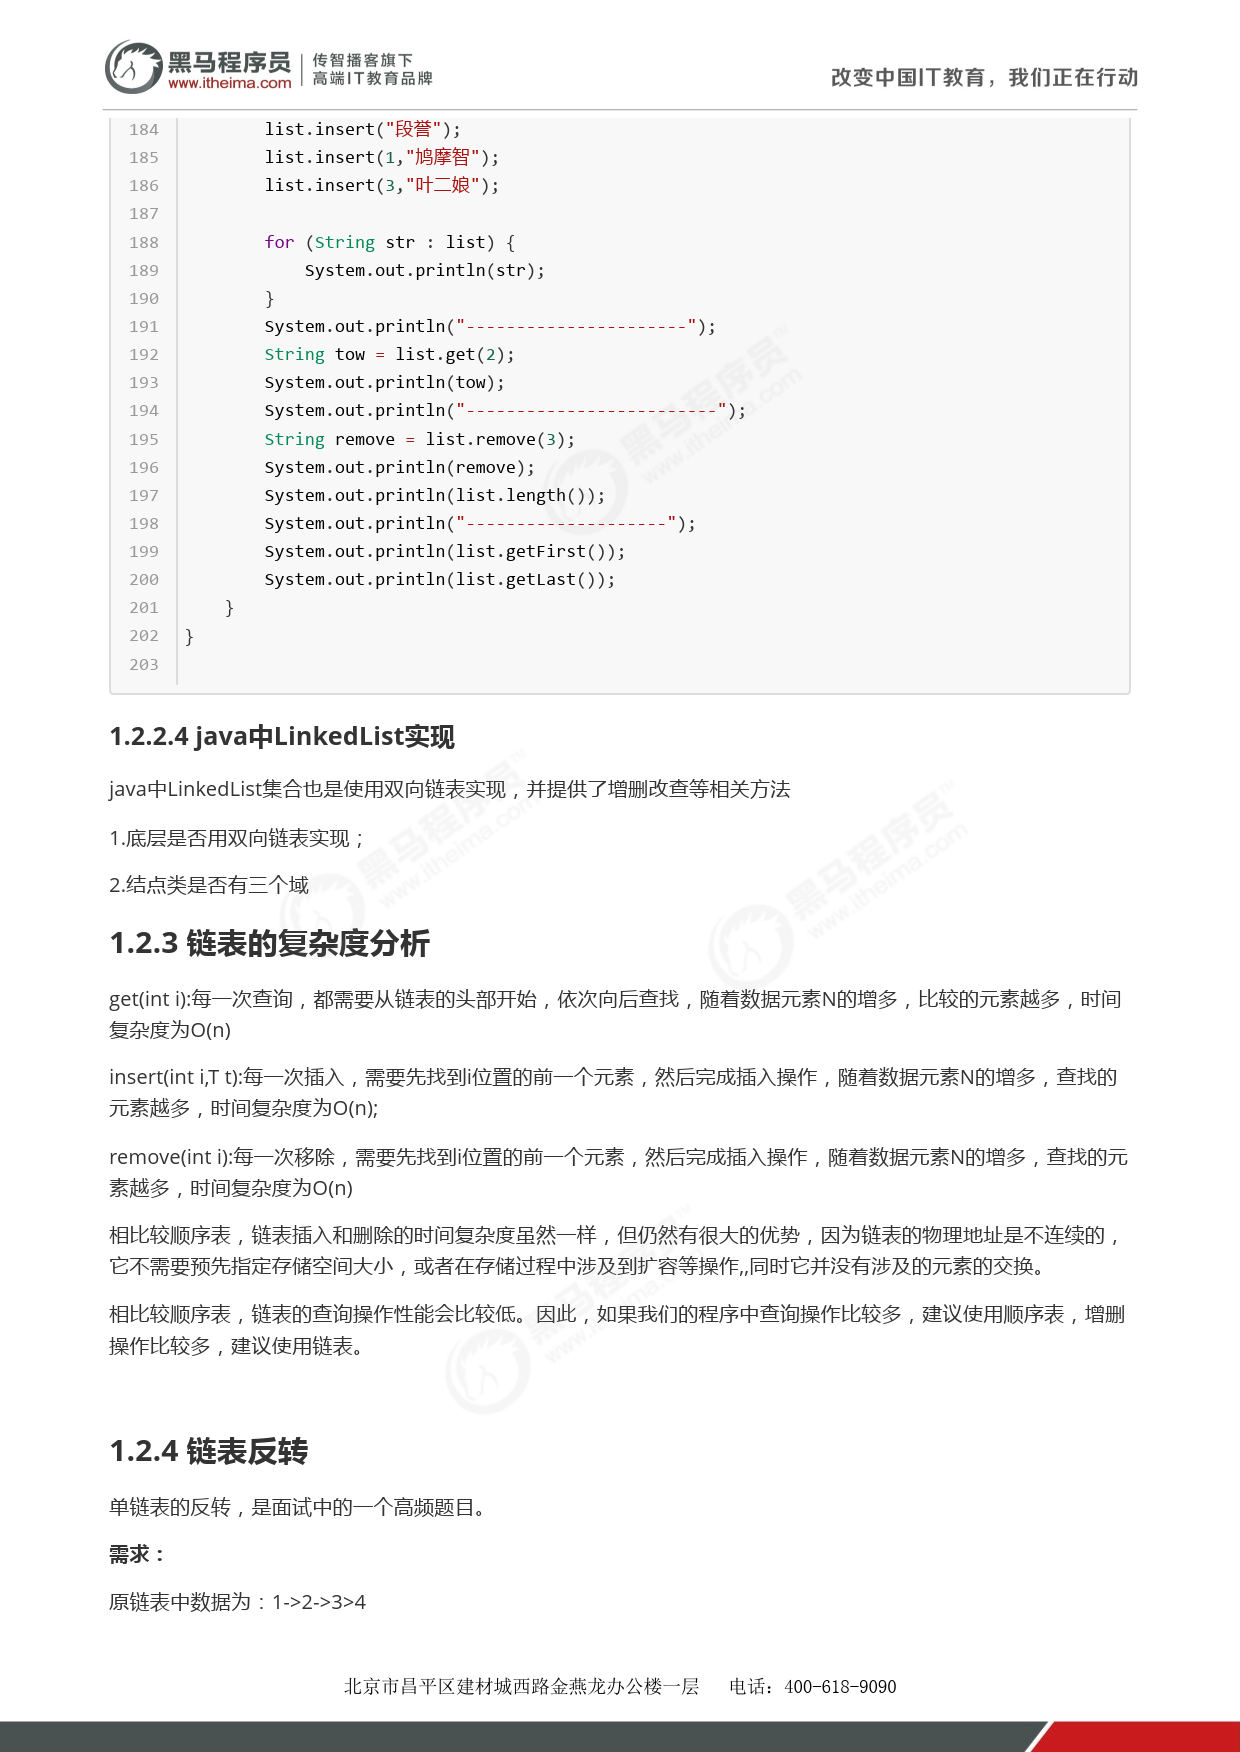 黑马程序员 传智播客旗下
www.itheima.com 高端IT教育品牌
改变中国IT教育，我们正在行动
184 list.insert("段誉");
185 list.insert(1,"鸠摩智");
186 list.insert(3,"叶二娘");
187
188 for (String str : list) {
189 System.out.println(str);
190 }
191 System.out.println("----------------------");
192 String tow = list.get(2);
193 System.out.println(tow);
194 System.out.println("-------------------------");
195 String remove = list.remove(3);
196 System.out.println(remove);
197 System.out.println(list.length());
198 System.out.println("--------------------");
199 System.out.println(list.getFirst());
200 System.out.println(list.getLast());
201 }
202 }
203
1.2.2.4 java中LinkedList实现
java中LinkedList集合也是使用双向链表实现，并提供了增删改查等相关方法
1.底层是否用双向链表实现；
2.结点类是否有三个域
1.2.3 链表的复杂度分析
get(int i):每一次查询，都需要从链表的头部开始，依次向后查找，随着数据元素N的增多，比较的元素越多，时间
复杂度为O(n)
insert(int i,T t):每一次插入，需要先找到i位置的前一个元素，然后完成插入操作，随着数据元素N的增多，查找的
元素越多，时间复杂度为O(n);
remove(int i):每一次移除，需要先找到i位置的前一个元素，然后完成插入操作，随着数据元素N的增多，查找的元
素越多，时间复杂度为O(n)
相比较顺序表，链表插入和删除的时间复杂度虽然一样，但仍然有很大的优势，因为链表的物理地址是不连续的，
它不需要预先指定存储空间大小，或者在存储过程中涉及到扩容等操作,,同时它并没有涉及的元素的交换。
相比较顺序表，链表的查询操作性能会比较低。因此，如果我们的程序中查询操作比较多，建议使用顺序表，增删
操作比较多，建议使用链表。
1.2.4 链表反转
单链表的反转，是面试中的一个高频题目。
需求：
原链表中数据为：1->2->3>4
北京市昌平区建材城西路金燕龙办公楼一层 电话：400-618-9090